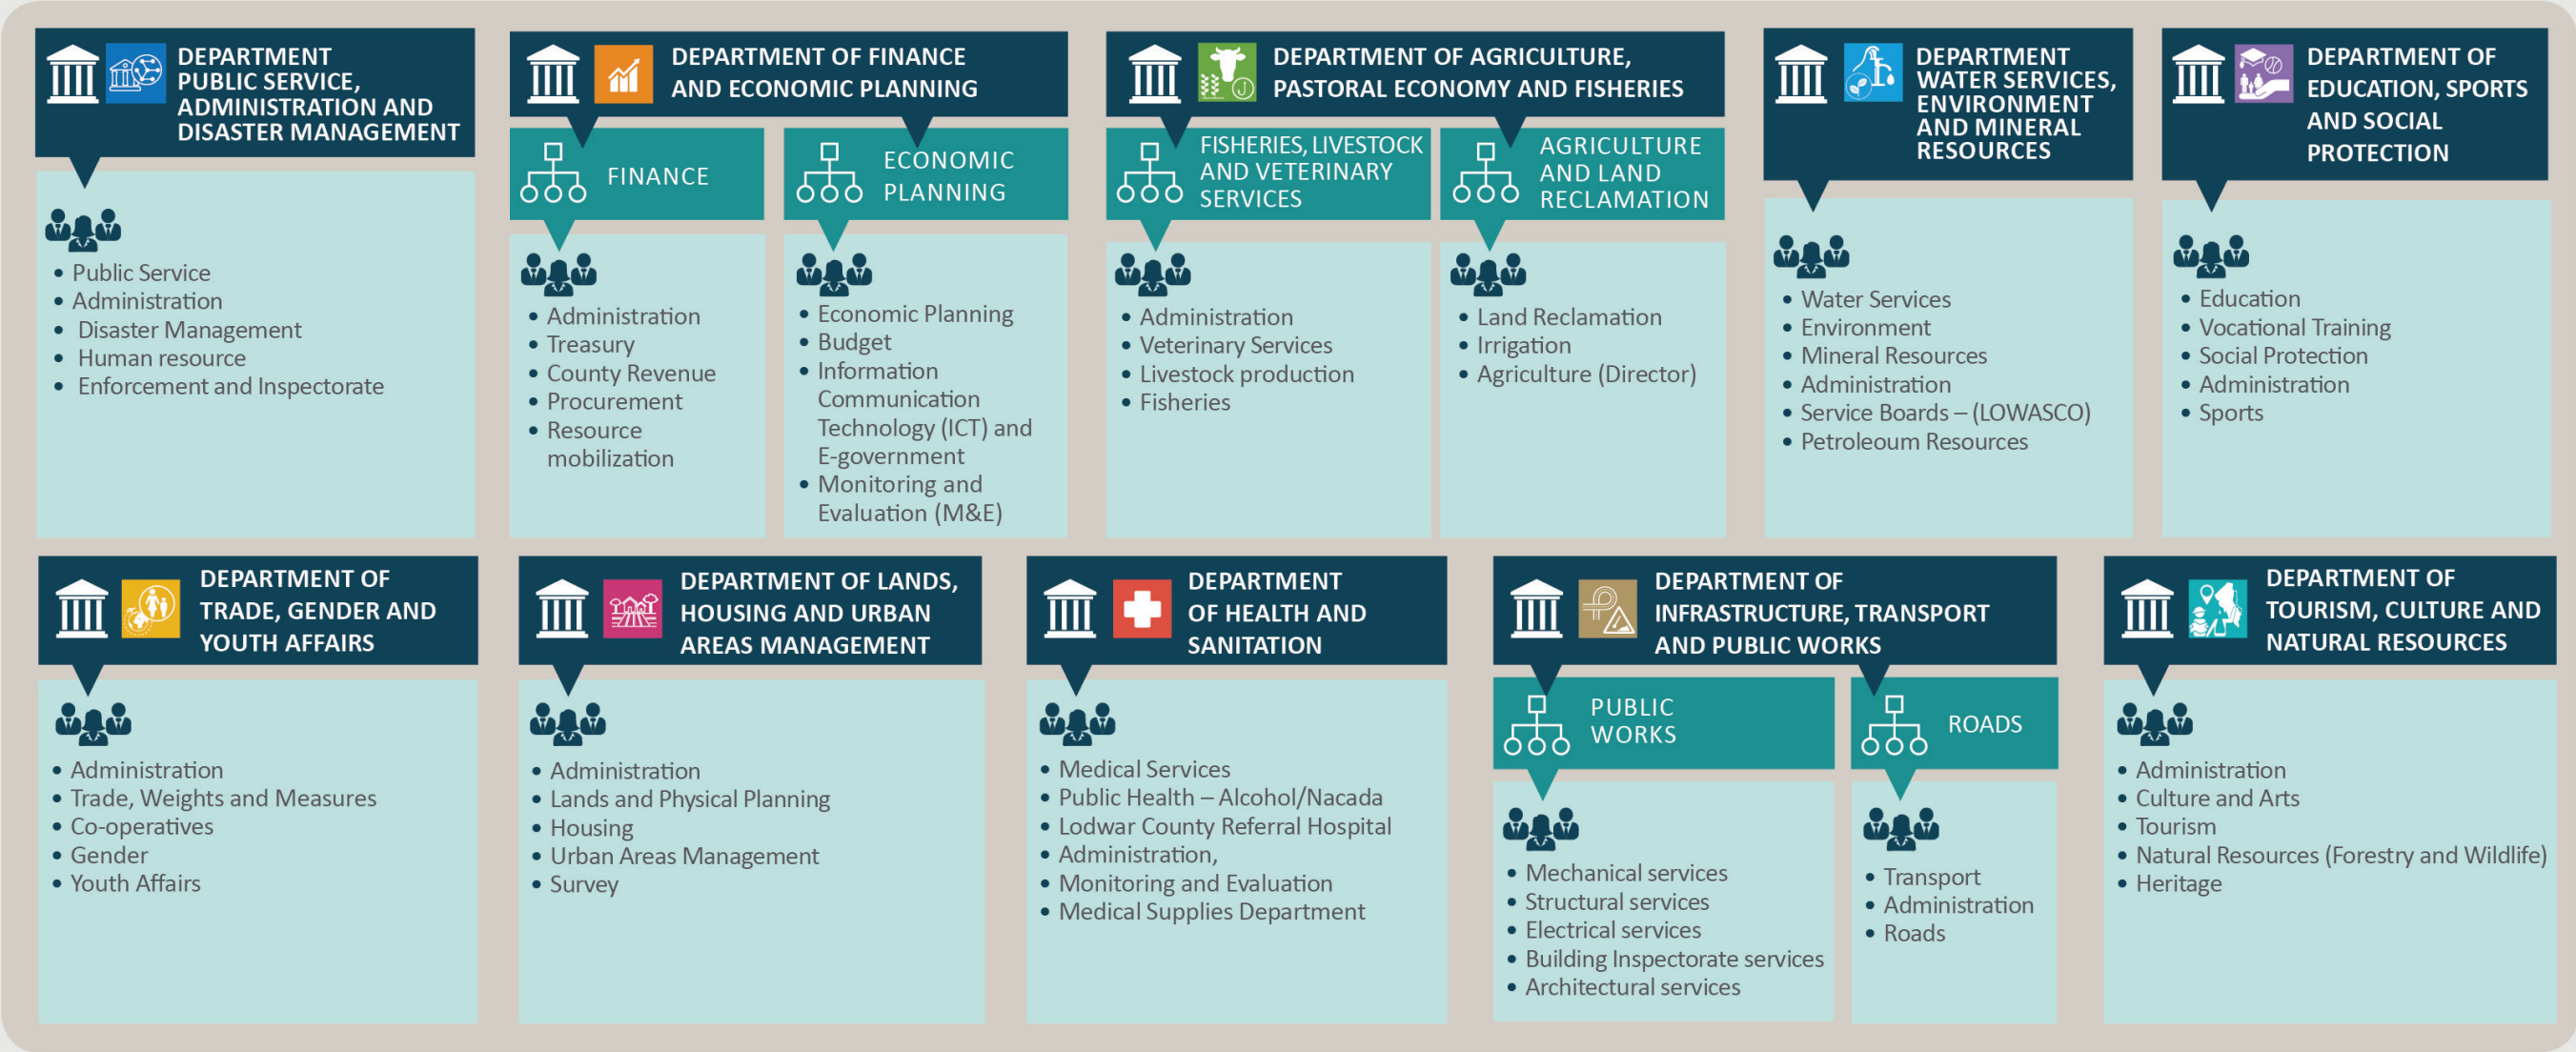 DEPARTMENT
PUBLIC SERVICE,
ADMINISTRATION AND
DISASTER MANAGEMENT
• Public Service
• Administration
• Disaster Management
• Human resource
• Enforcement and Inspectorate
DEPARTMENT OF FINANCE
AND ECONOMIC PLANNING
FINANCE
• Administration
• Treasury
• County Revenue
• Procurement
• Resource
mobilization
ECONOMIC
PLANNING
• Economic Planning
• Budget
• Information
Communication
Technology (ICT) and
E-government
• Monitoring and
Evaluation (M&E)
DEPARTMENT OF AGRICULTURE,
PASTORAL ECONOMY AND FISHERIES
FISHERIES, LIVESTOCK
AND VETERINARY
SERVICES
• Administration
• Veterinary Services
• Livestock production
• Fisheries
AGRICULTURE
AND LAND
RECLAMATION
• Land Reclamation
• Irrigation
• Agriculture (Director)
DEPARTMENT
WATER SERVICES,
ENVIRONMENT
AND MINERAL
RESOURCES
• Water Services
• Environment
• Mineral Resources
• Administration
• Service Boards – (LOWASCO)
• Petroleoum Resources
DEPARTMENT OF
EDUCATION, SPORTS
AND SOCIAL
PROTECTION
• Education
• Vocational Training
• Social Protection
• Administration
• Sports
DEPARTMENT OF
TRADE, GENDER AND
YOUTH AFFAIRS
• Administration
• Trade, Weights and Measures
• Co-operatives
• Gender
• Youth Affairs
DEPARTMENT OF LANDS,
HOUSING AND URBAN
AREAS MANAGEMENT
• Administration
• Lands and Physical Planning
• Housing
• Urban Areas Management
• Survey
DEPARTMENT
OF HEALTH AND
SANITATION
• Medical Services
• Public Health – Alcohol/Nacada
• Lodwar County Referral Hospital
• Administration,
• Monitoring and Evaluation
• Medical Supplies Department
DEPARTMENT OF
INFRASTRUCTURE, TRANSPORT
AND PUBLIC WORKS
PUBLIC
WORKS
• Mechanical services
• Structural services
• Electrical services
• Building Inspectorate services
• Architectural services
ROADS
• Transport
• Administration
• Roads
DEPARTMENT OF
TOURISM, CULTURE AND
NATURAL RESOURCES
• Administration
• Culture and Arts
• Tourism
• Natural Resources (Forestry and Wildlife)
• Heritage